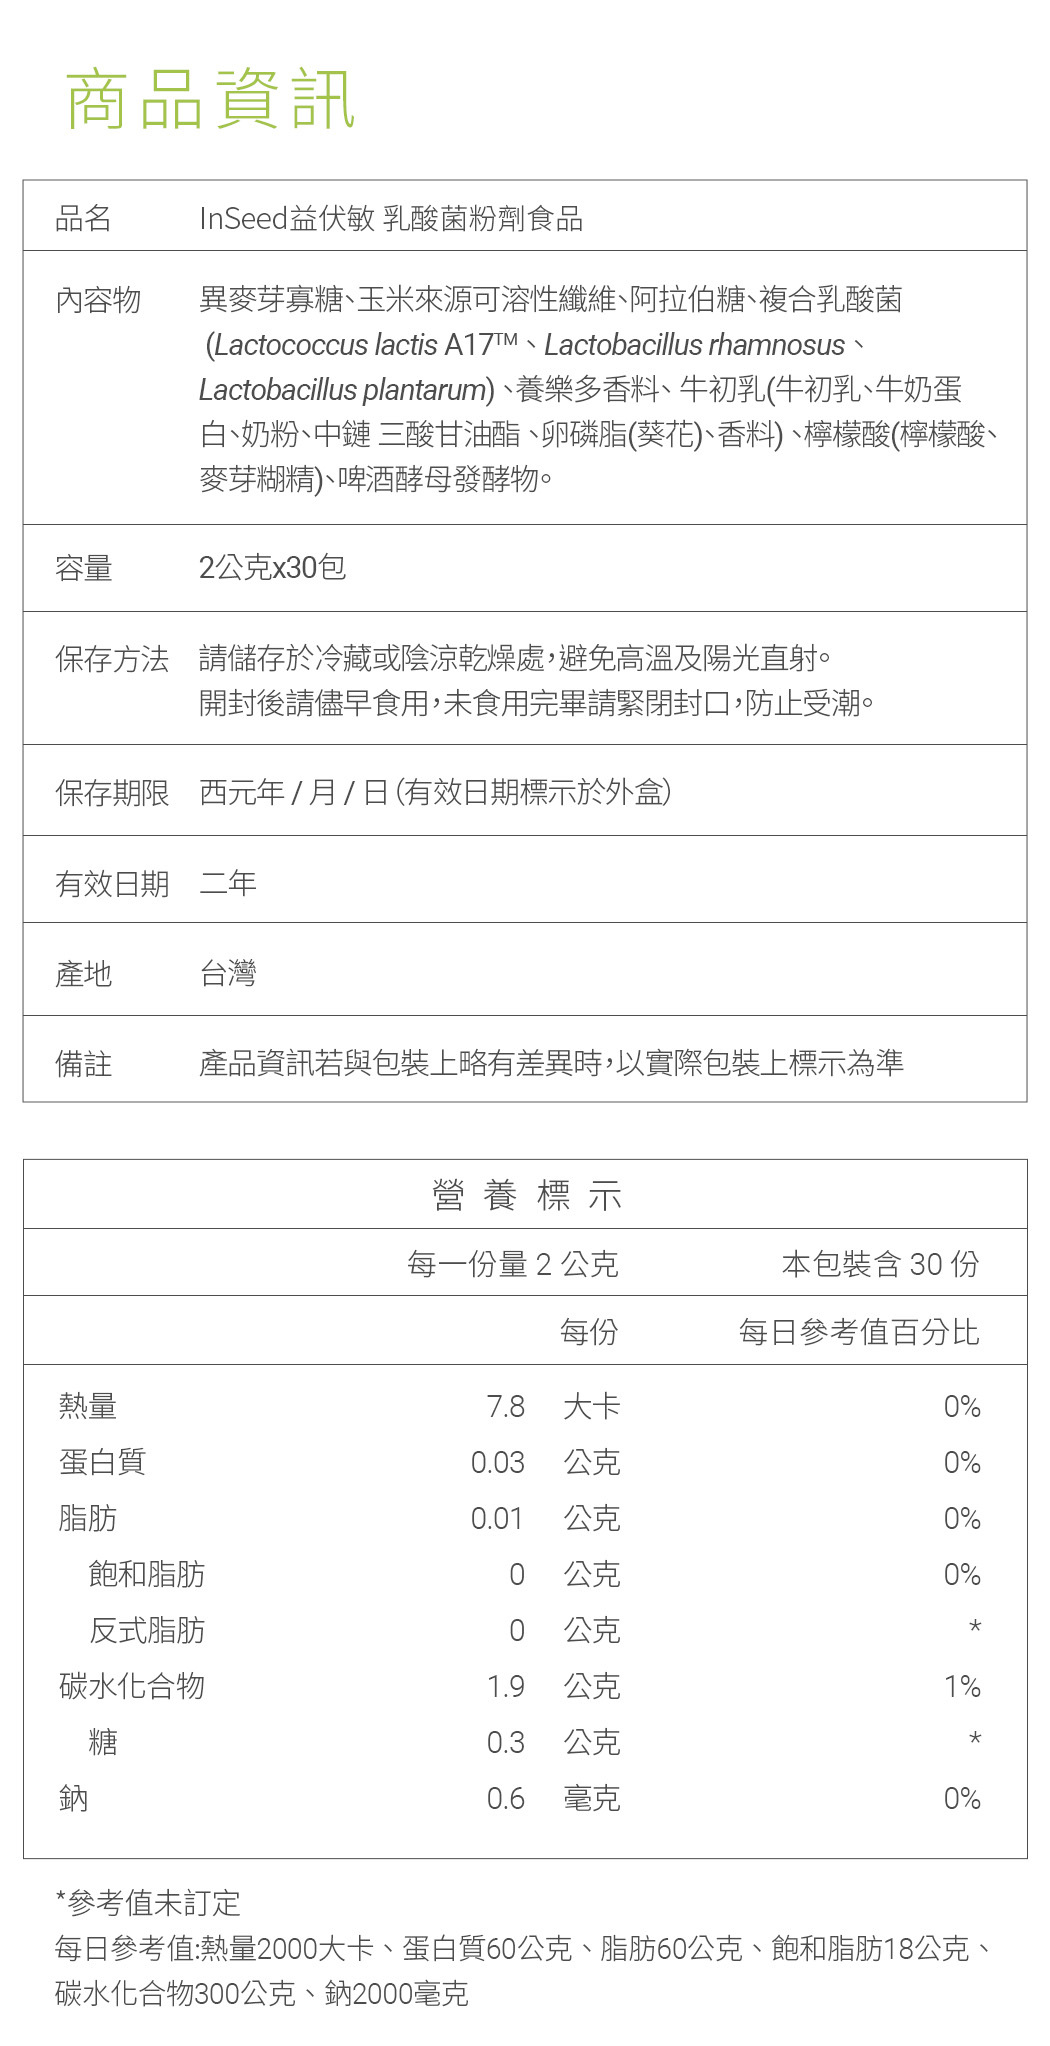 商品資訊
品名 InSeed益伏敏 乳酸菌粉劑食品
內容物 異麥芽寡糖、玉米來源可溶性纖維、阿拉伯糖、複合乳酸菌
(Lactococcus lactis A17™、Lactobacillus rhamnosus、
Lactobacillus plantarum)、養樂多香料、牛初乳(牛初乳、牛奶蛋
白、奶粉、中鏈 三酸甘油酯、卵磷脂(葵花)、香料)、檸檬酸(檸檬酸、
麥芽糊精)、啤酒酵母發酵物。
容量 2公克x30包
保存方法 請儲存於冷藏或陰涼乾燥處，避免高溫及陽光直射。
開封後請儘早食用，未食用完畢請緊閉封口，防止受潮。
保存期限 西元年 / 月 / 日（有效日期標示於外盒）
有效日期 二年
產地 台灣
備註 產品資訊若與包裝上略有差異時，以實際包裝上標示為準
營養標示
每一份量 2 公克 本包裝含 30 份
每份 每日參考值百分比
熱量 7.8 大卡 0%
蛋白質 0.03 公克 0%
脂肪 0.01 公克 0%
飽和脂肪 0 公克 0%
反式脂肪 0 公克 *
碳水化合物 1.9 公克 1%
糖 0.3 公克 *
鈉 0.6 毫克 0%
*參考值未訂定
每日參考值:熱量2000大卡、蛋白質60公克、脂肪60公克、飽和脂肪18公克、
碳水化合物300公克、鈉2000毫克